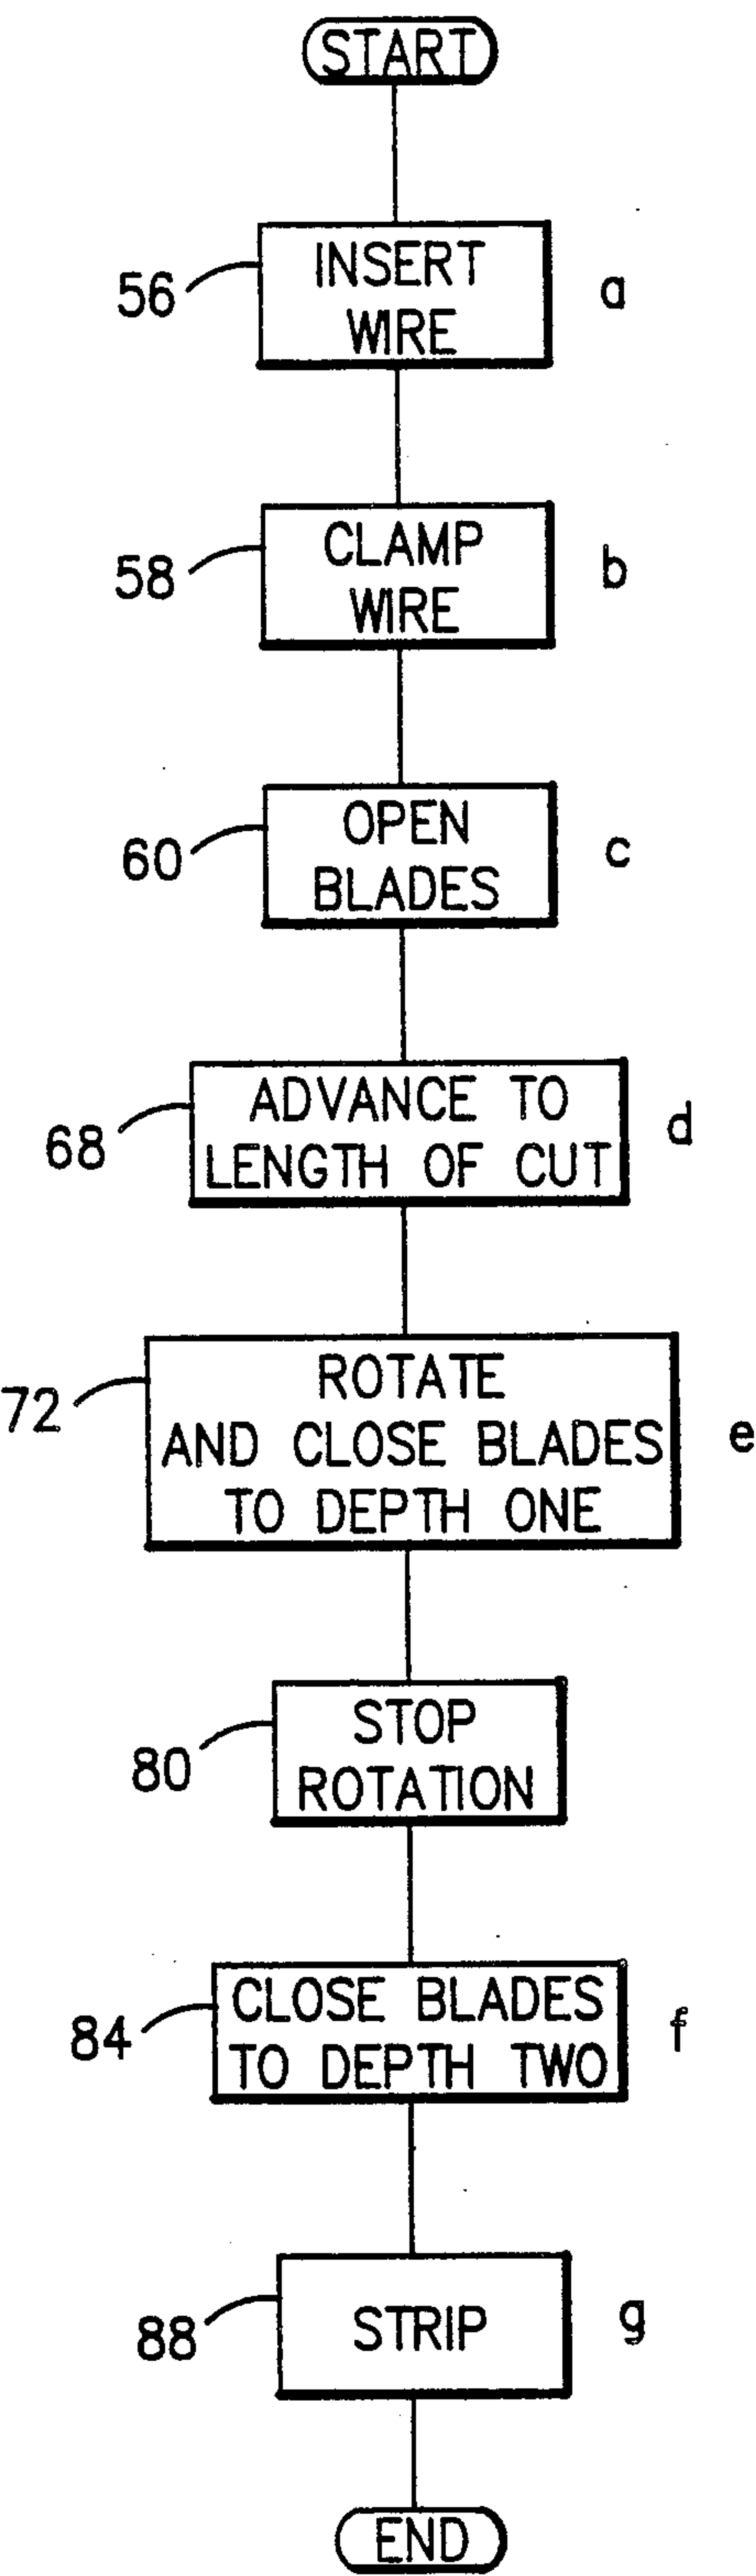 START
56
INSERT
WIRE
a
58
CLAMP
WIRE
b
60
OPEN
BLADES
c
68
ADVANCE TO
LENGTH OF CUT
d
72
ROTATE
AND CLOSE BLADES
TO DEPTH ONE
e
80
STOP
ROTATION
84
CLOSE BLADES
TO DEPTH TWO
f
88
STRIP
g
END